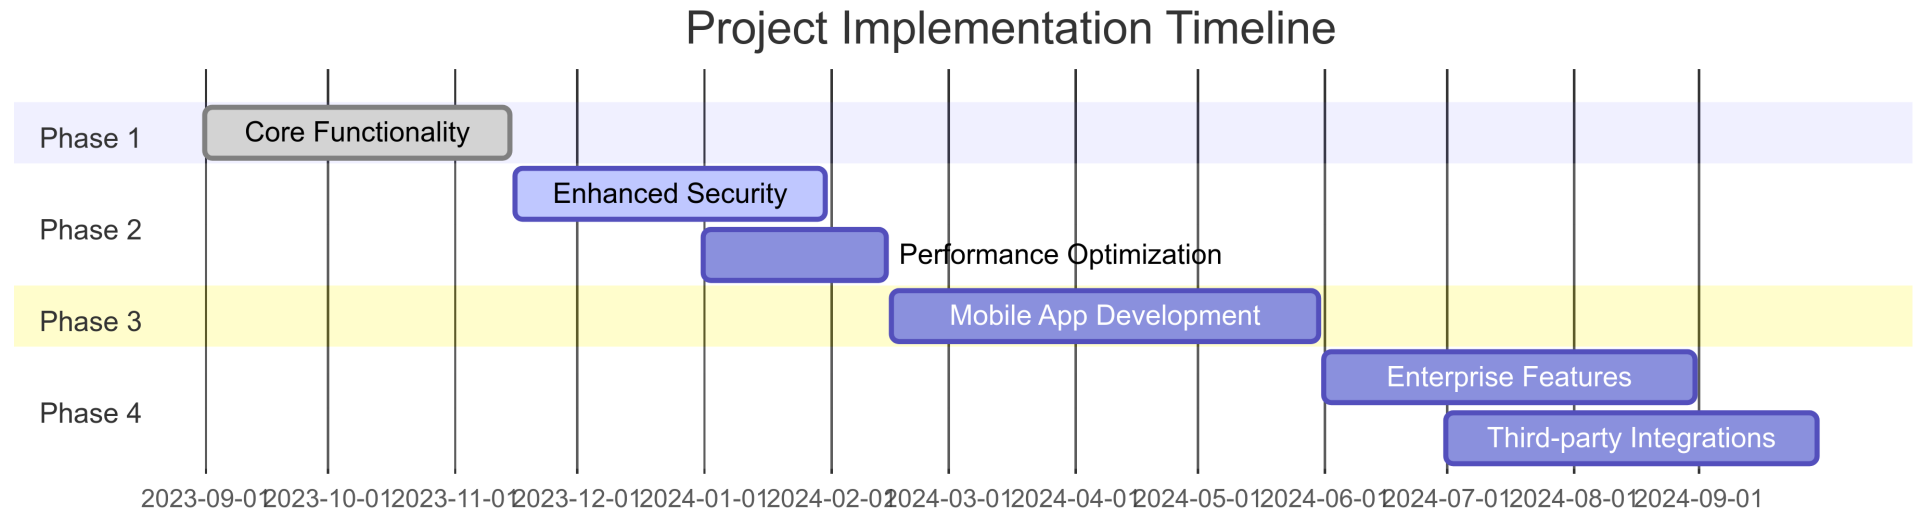 Project Implementation Timeline
Phase 1
Core Functionality
Phase 2
Enhanced Security
Performance Optimization
Phase 3
Mobile App Development
Phase 4
Enterprise Features
Third-party Integrations
2023-09-01
2023-10-01
2023-11-01
2023-12-01
2024-01-01
2024-02-01
2024-03-01
2024-04-01
2024-05-01
2024-06-01
2024-07-01
2024-08-01
2024-09-01